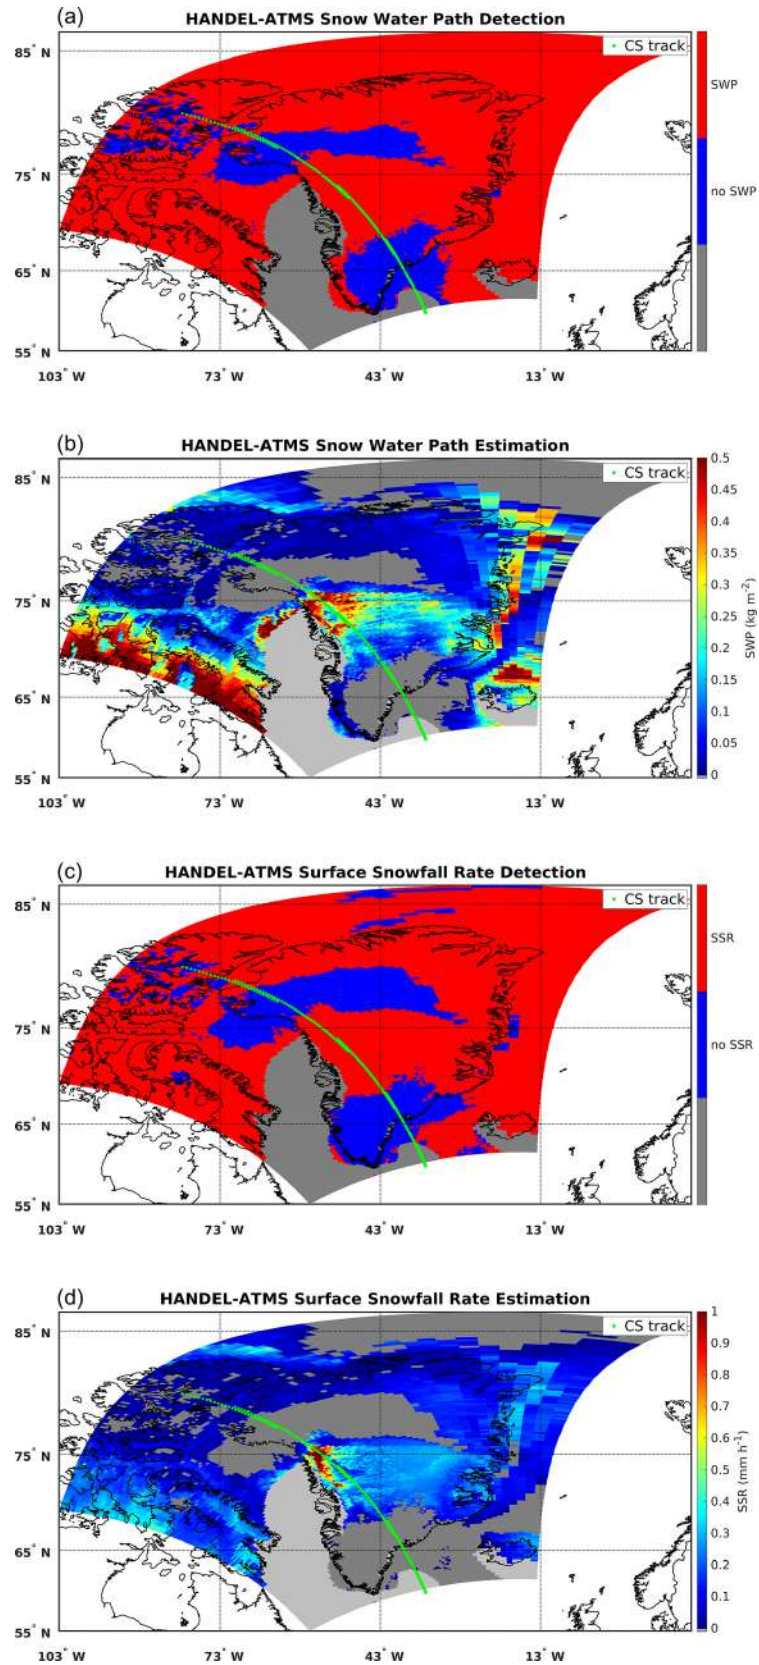 (a)
HANDEL-ATMS Snow Water Path Detection
CS track
85° N
75° N
65° N
55° N
103° W
73° W
43° W
13° W
SWP
no SWP
(b)
HANDEL-ATMS Snow Water Path Estimation
CS track
85° N
75° N
65° N
55° N
103° W
73° W
43° W
13° W
0.5
0.45
0.4
0.35
0.3
0.25
0.2
0.15
0.1
0.05
0
SWP (kg m⁻²)
(c)
HANDEL-ATMS Surface Snowfall Rate Detection
CS track
85° N
75° N
65° N
55° N
103° W
73° W
43° W
13° W
SSR
no SSR
(d)
HANDEL-ATMS Surface Snowfall Rate Estimation
CS track
85° N
75° N
65° N
55° N
103° W
73° W
43° W
13° W
1
0.9
0.8
0.7
0.6
0.5
0.4
0.3
0.2
0.1
0
SSR (mm h⁻¹)